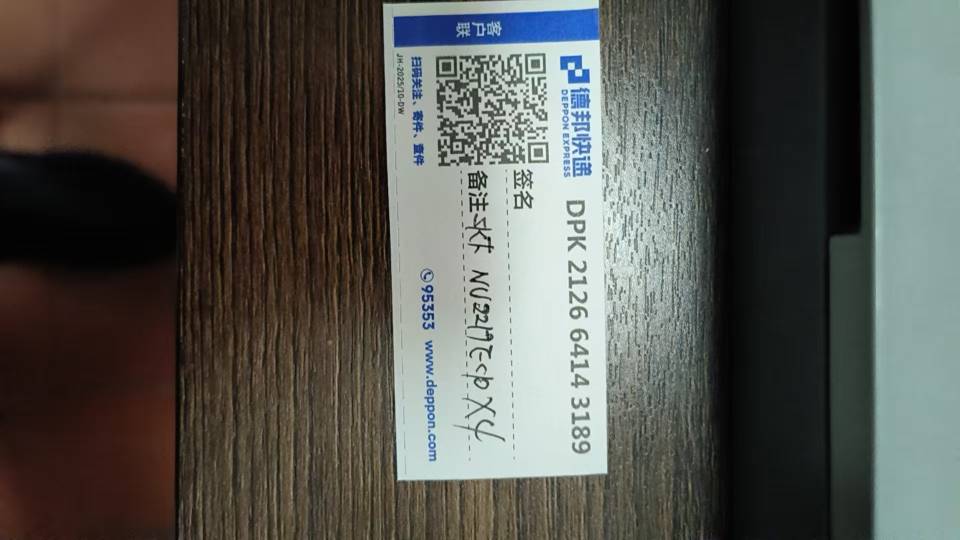 德邦快递
DEPPON EXPRESS
DPK 2126 6414 3189
签名
备注
客户联
扫码关注、寄件、查件
95353 www.deppon.com
JH-2025/10-DW